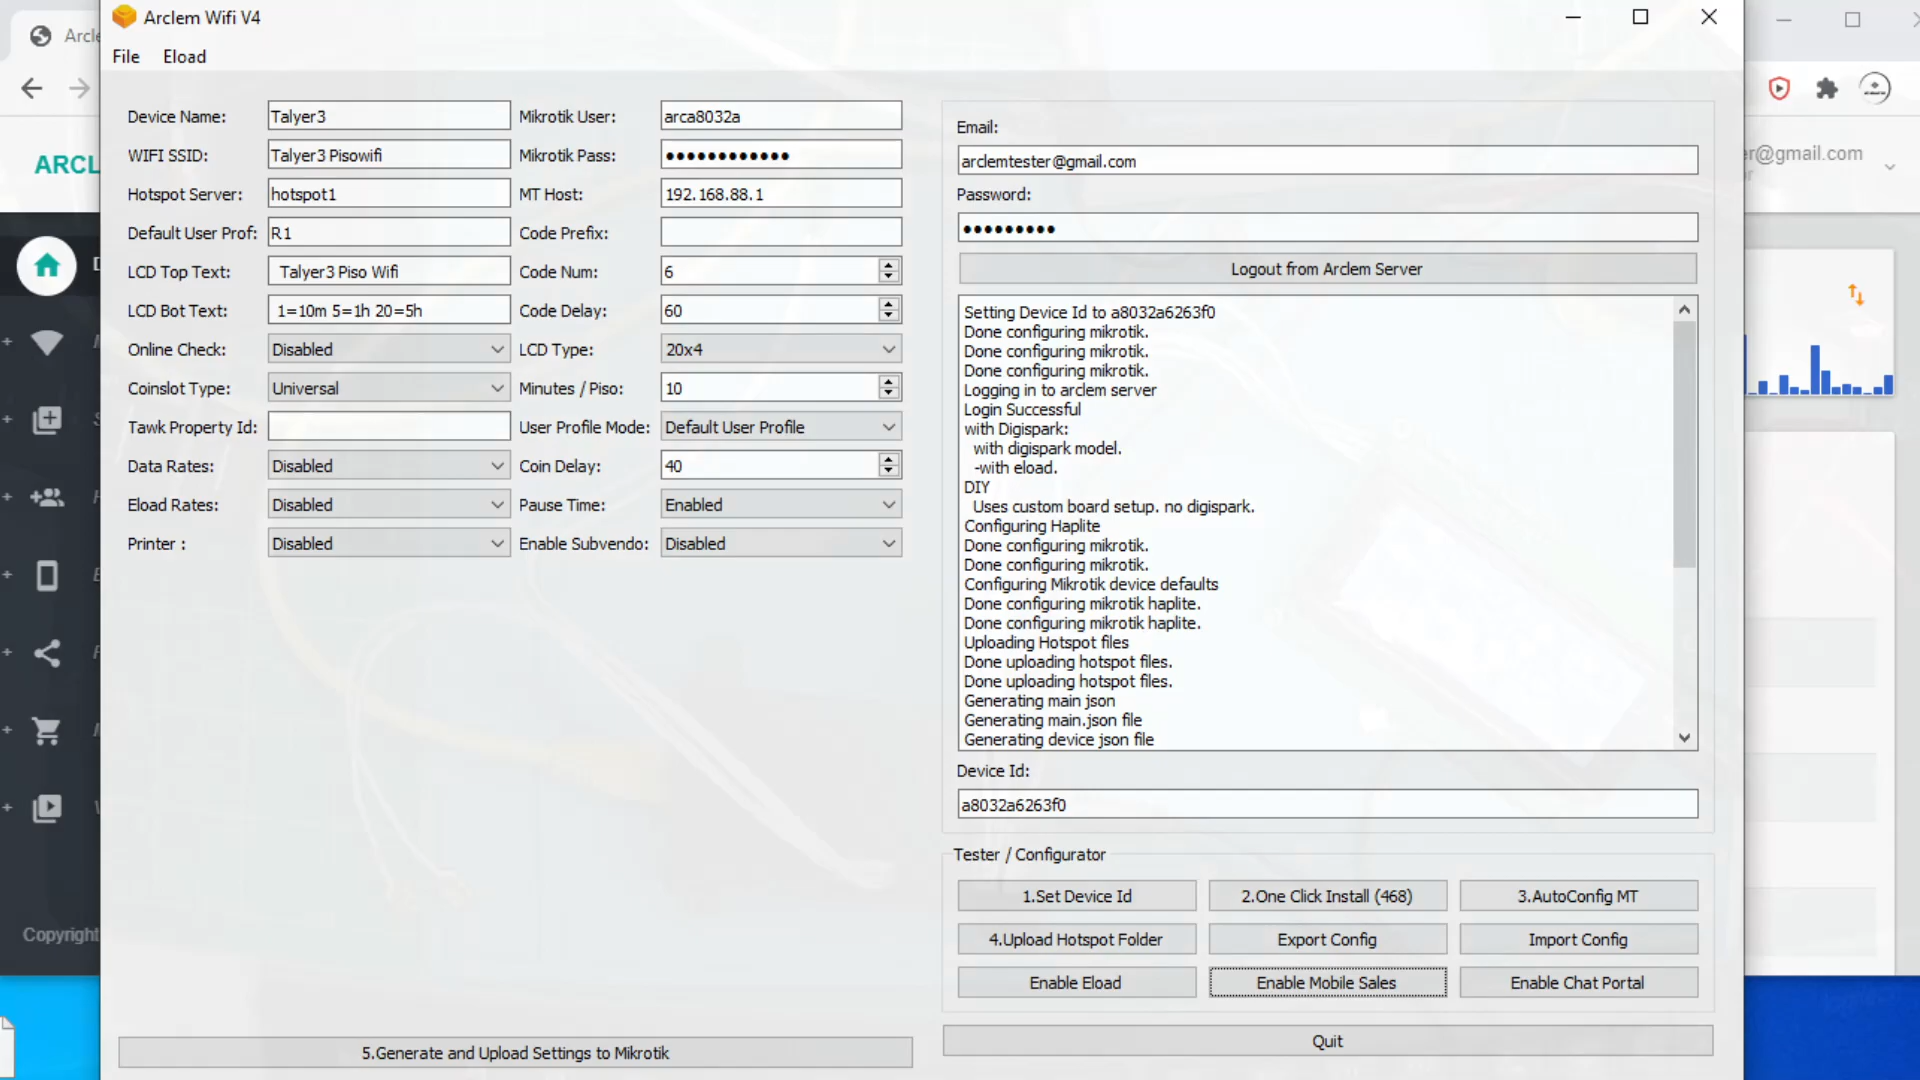 Arclem Wifi V4
File Eload
Device Name: Talyer3 Mikrotik User: arca8032a
WIFI SSID: Talyer3 Pisowifi Mikrotik Pass: ●●●●●●●●●●●●
Hotspot Server: hotspot1 MT Host: 192.168.88.1
Default User Prof: R1 Code Prefix:
LCD Top Text: Talyer3 Piso Wifi Code Num: 6
LCD Bot Text: 1=10m 5=1h 20=5h Code Delay: 60
Online Check: Disabled LCD Type: 20x4
Coinslot Type: Universal Minutes / Piso: 10
Tawk Property Id: User Profile Mode: Default User Profile
Data Rates: Disabled Coin Delay: 40
Eload Rates: Disabled Pause Time: Enabled
Printer : Disabled Enable Subvendo: Disabled
5.Generate and Upload Settings to Mikrotik
Email:
arclemtester@gmail.com
Password:
●●●●●●●●●
Logout from Arclem Server
Setting Device Id to a8032a6263f0
Done configuring mikrotik.
Done configuring mikrotik.
Done configuring mikrotik.
Logging in to arclem server
Login Successful
with Digispark:
with digispark model.
-with eload.
DIY
Uses custom board setup. no digispark.
Configuring Haplite
Done configuring mikrotik.
Done configuring mikrotik.
Configuring Mikrotik device defaults
Done configuring mikrotik haplite.
Done configuring mikrotik haplite.
Uploading Hotspot files
Done uploading hotspot files.
Done uploading hotspot files.
Generating main json
Generating main.json file
Generating device json file
Device Id:
a8032a6263f0
Tester / Configurator
1.Set Device Id 2.One Click Install (468) 3.AutoConfig MT
4.Upload Hotspot Folder Export Config Import Config
Enable Eload Enable Mobile Sales Enable Chat Portal
Quit
Arcle
ARCL
Copyright
r@gmail.com